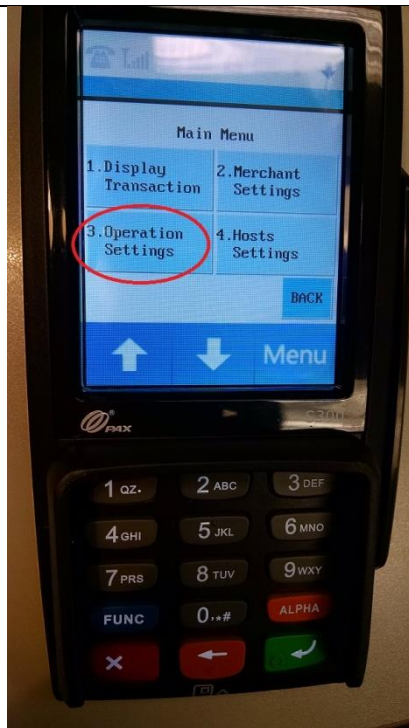 Main Menu
1.Display
Transaction
2.Merchant
Settings
3.Operation
Settings
4.Hosts
Settings
BACK
Menu
PAX
S300
1 QZ.
2 ABC
3 DEF
4 GHI
5 JKL
6 MNO
7 PRS
8 TUV
9 WXY
FUNC
0,*#
ALPHA